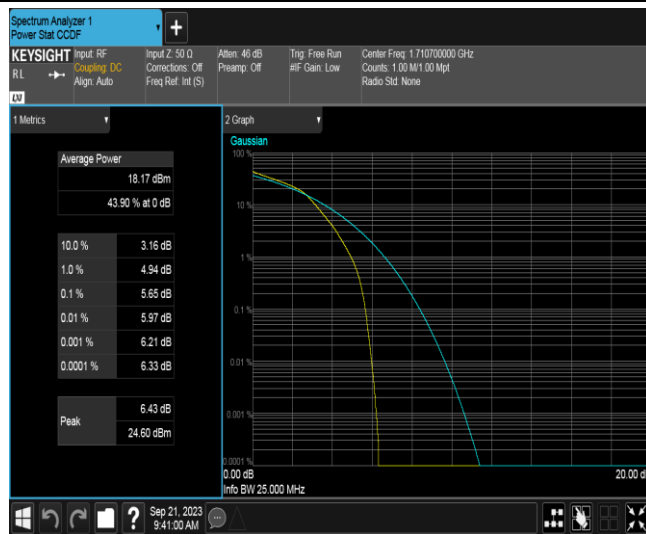 Spectrum Analyzer 1
Power Stat CCDF
+
KEYSIGHT
RL
LXI
Input: RF
Coupling: DC
Align: Auto
Input Z: 50 Ω
Corrections: Off
Freq Ref: Int (S)
Atten: 46 dB
Preamp: Off
Trig: Free Run
#IF Gain: Low
Center Freq: 1.710700000 GHz
Counts: 1.00 M/1.00 Mpt
Radio Std: None
1 Metrics
Average Power
18.17 dBm
43.90 % at 0 dB
10.0 % 3.16 dB
1.0 % 4.94 dB
0.1 % 5.65 dB
0.01 % 5.97 dB
0.001 % 6.21 dB
0.0001 % 6.33 dB
Peak
6.43 dB
24.60 dBm
2 Graph
Gaussian
100 %
10 %
1 %
0.1 %
0.01 %
0.001 %
0.0001 %
0.00 dB
20.00 d
Info BW 25.000 MHz
?
Sep 21, 2023
9:41:00 AM